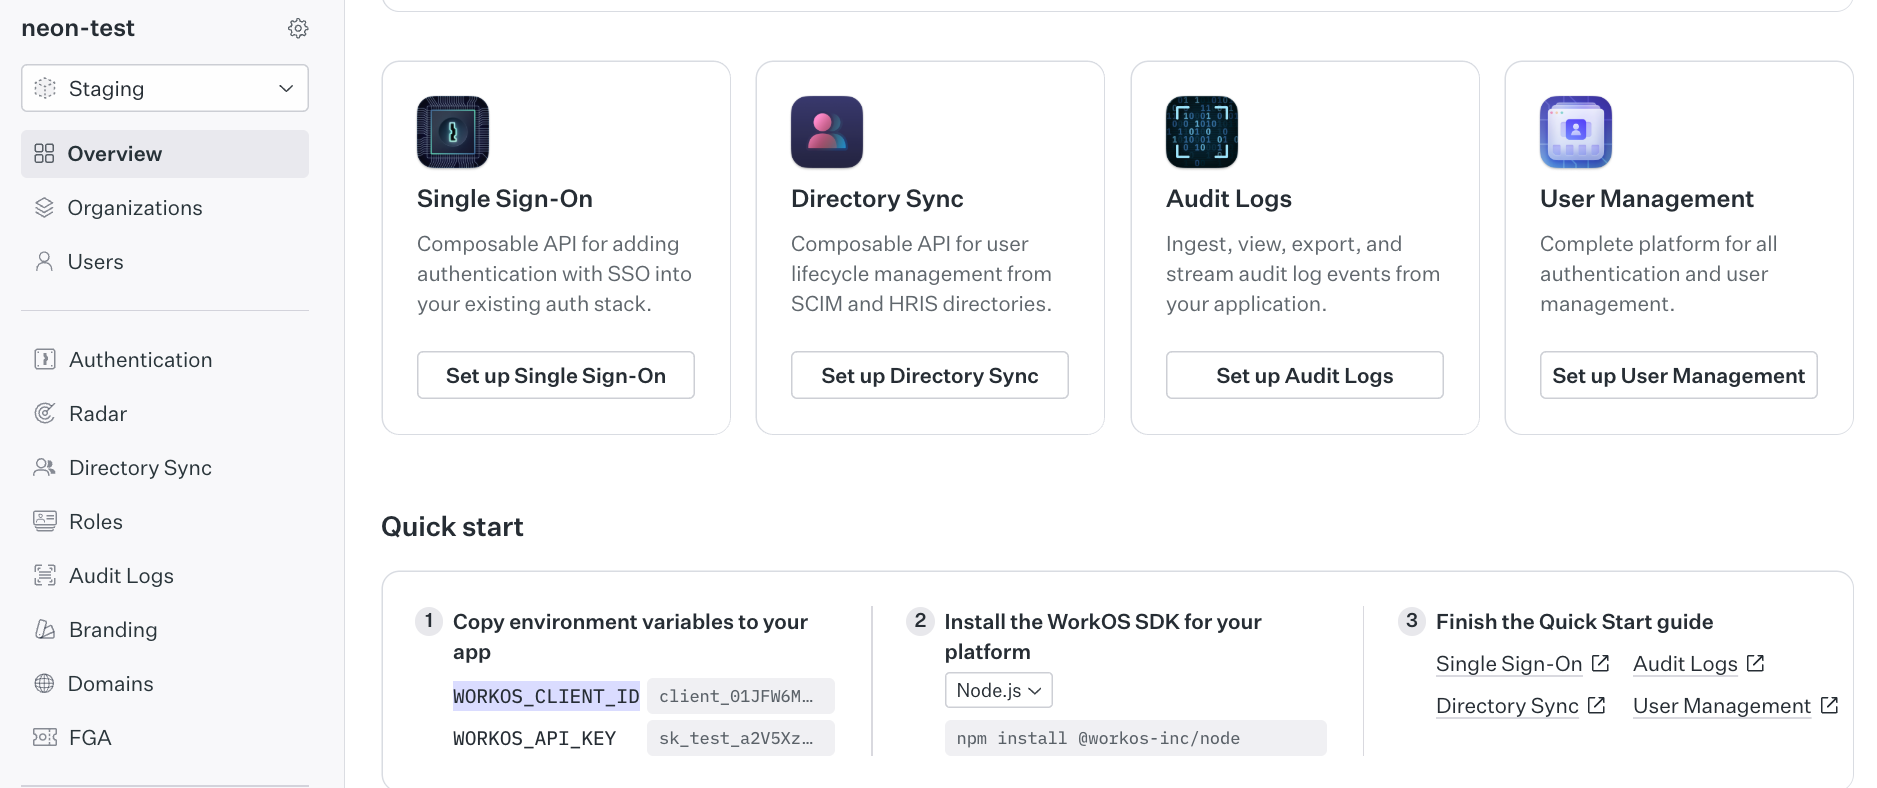 neon-test
Staging
Overview
Organizations
Users
Authentication
Radar
Directory Sync
Roles
Audit Logs
Branding
Domains
FGA
Single Sign-On
Composable API for adding
authentication with SSO into
your existing auth stack.
Set up Single Sign-On
Directory Sync
Composable API for user
lifecycle management from
SCIM and HRIS directories.
Set up Directory Sync
Audit Logs
Ingest, view, export, and
stream audit log events from
your application.
Set up Audit Logs
User Management
Complete platform for all
authentication and user
management.
Set up User Management
Quick start
1 Copy environment variables to your
app
WORKOS_CLIENT_ID client_01JFW6M…
WORKOS_API_KEY sk_test_a2V5Xz…
2 Install the WorkOS SDK for your
platform
Node.js
npm install @workos-inc/node
3 Finish the Quick Start guide
Single Sign-On Audit Logs
Directory Sync User Management